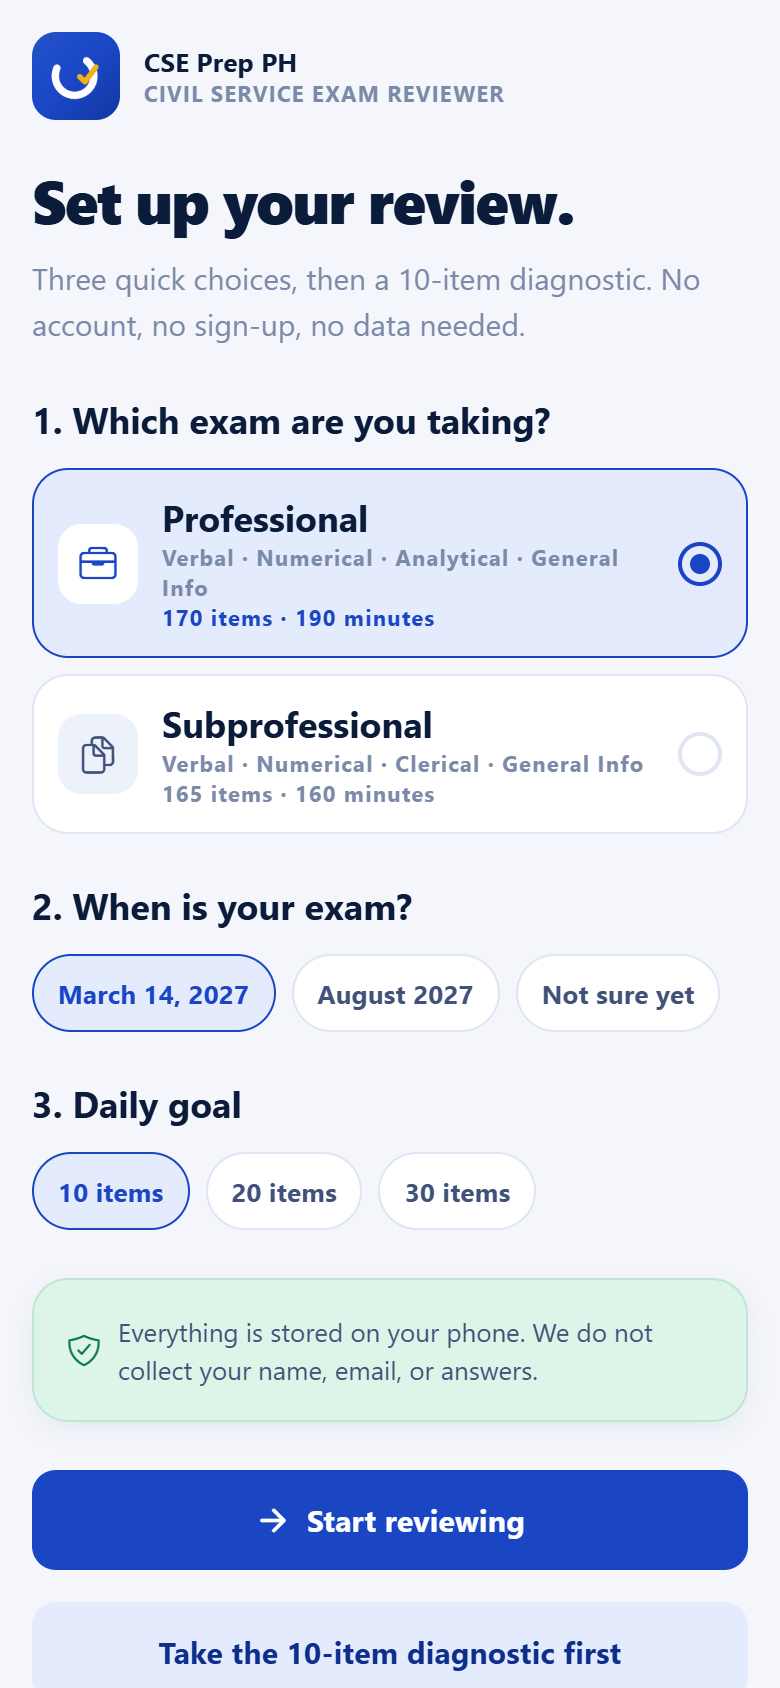 CSE Prep PH
CIVIL SERVICE EXAM REVIEWER
Set up your review.
Three quick choices, then a 10-item diagnostic. No
account, no sign-up, no data needed.
1. Which exam are you taking?
Professional
Verbal · Numerical · Analytical · General
Info
170 items · 190 minutes
Subprofessional
Verbal · Numerical · Clerical · General Info
165 items · 160 minutes
2. When is your exam?
March 14, 2027
August 2027
Not sure yet
3. Daily goal
10 items
20 items
30 items
Everything is stored on your phone. We do not
collect your name, email, or answers.
Start reviewing
Take the 10-item diagnostic first